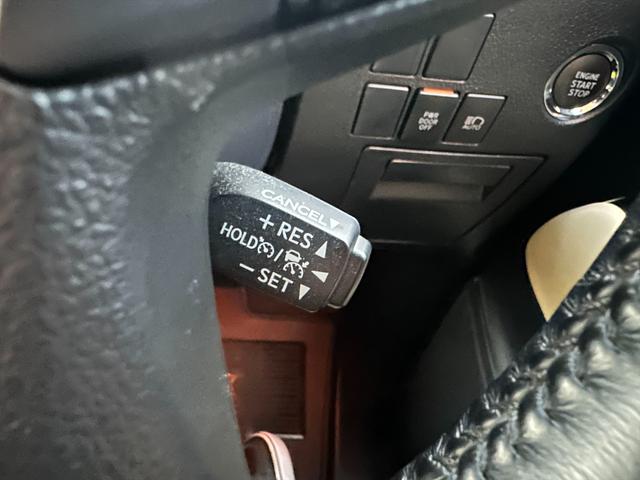 ENGINE
START
STOP
PWR
DOOR
OFF
AUTO
CANCEL▼
+RES▲
HOLD / ◀
−SET▼